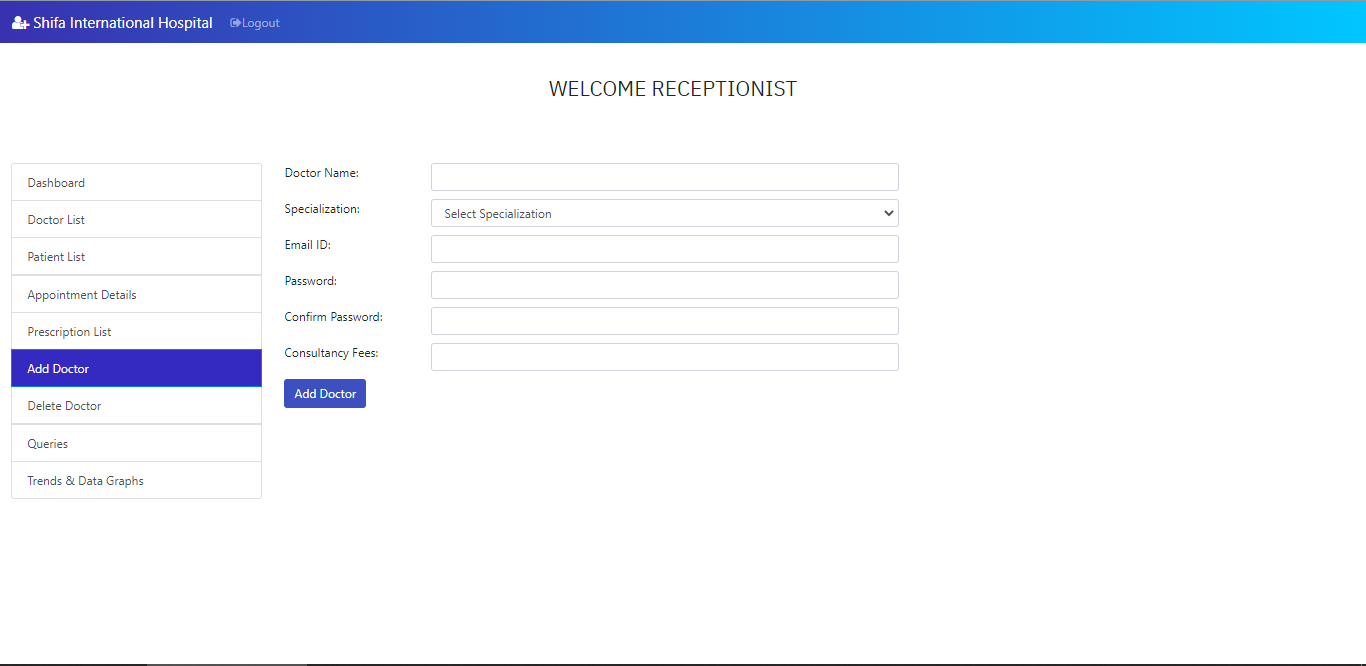 Shifa International Hospital Logout
WELCOME RECEPTIONIST
Dashboard
Doctor List
Patient List
Appointment Details
Prescription List
Add Doctor
Delete Doctor
Queries
Trends & Data Graphs
Doctor Name:
Specialization: Select Specialization
Email ID:
Password:
Confirm Password:
Consultancy Fees:
Add Doctor